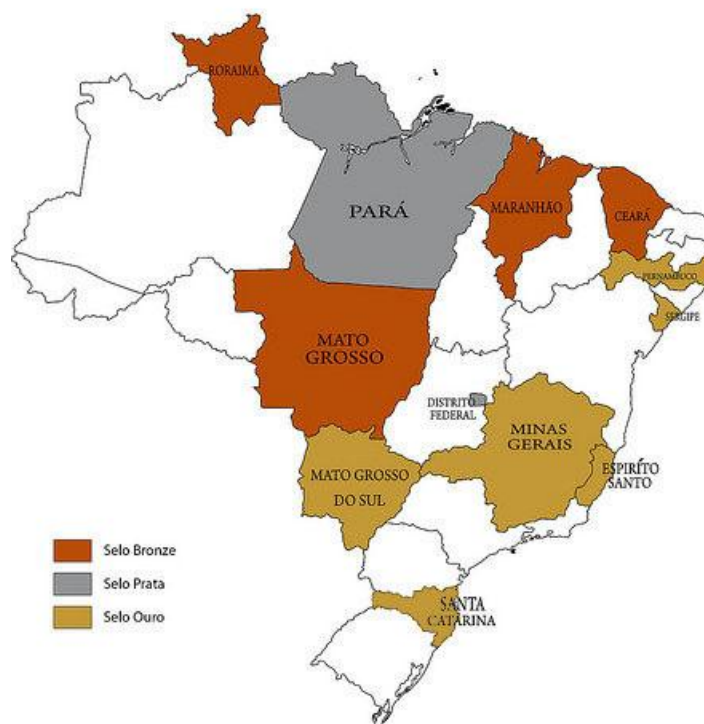 RORAIMA
PARÁ
MARANHÃO
CEARÁ
PERNAMBUCO
SERGIPE
MATO
GROSSO
DISTRITO
FEDERAL
MINAS
GERAIS
ESPIRÍTO
SANTO
MATO GROSSO
DO SUL
Selo Bronze
Selo Prata
Selo Ouro
SANTA
CATARINA